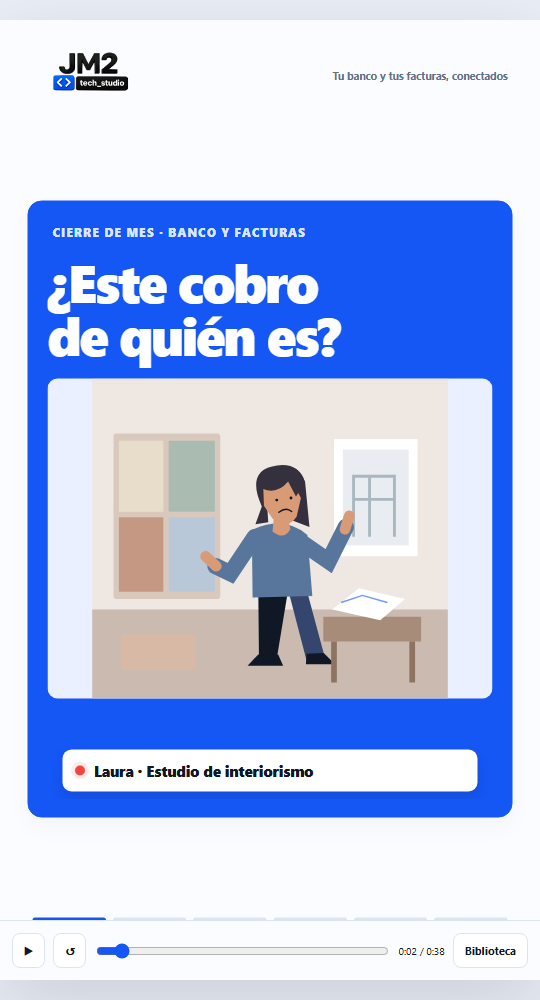 JM2
<> tech_studio
Tu banco y tus facturas, conectados
CIERRE DE MES · BANCO Y FACTURAS
¿Este cobro
de quién es?
Laura · Estudio de interiorismo
0:02 / 0:38
Biblioteca